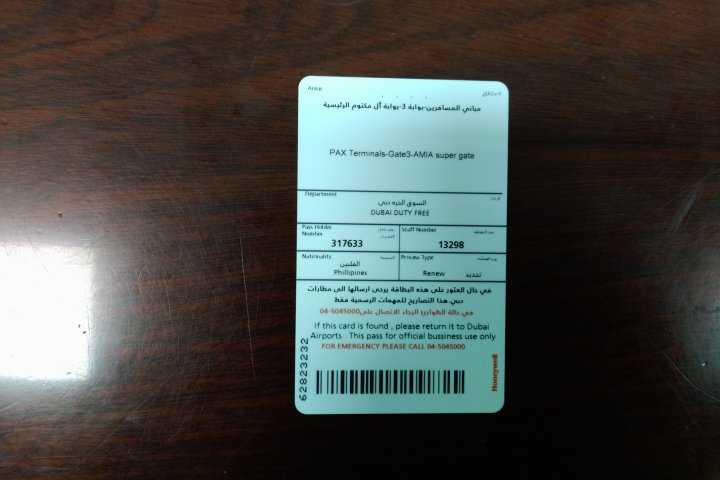 Area المناطق
مباني المسافرين-بوابة 3-بوابة آل مكتوم الرئيسية
PAX Terminals-Gate3-AMIA super gate
Department
السوق الحرة دبي
DUBAI DUTY FREE
Pass Holder Number
317633
Staff Number
13298
Nationality الجنسية
الفلبين
Phillipines
Process Type
Renew تجديد
في حال العثور على هذه البطاقة يرجى ارسالها الى مطارات
دبي.هذا التصاريح للمهمات الرسمية فقط
في حالة الطوارئ الرجاء الاتصال على 04-5045000
If this card is found , please return it to Dubai
Airports . This pass for official bussiness use only
FOR EMERGENCY PLEASE CALL 04-5045000
62823232
Honeywell